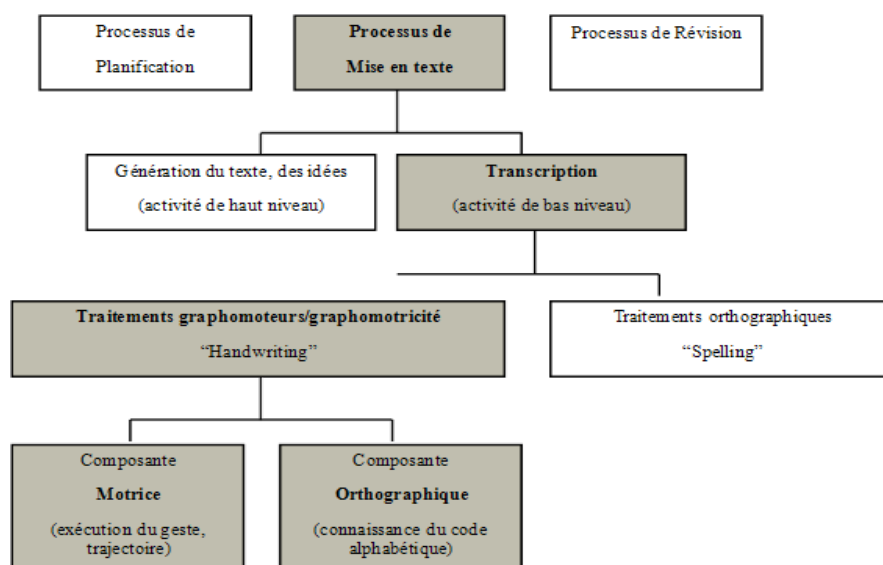 Processus de
Planification
Processus de
Mise en texte
Processus de Révision
Génération du texte, des idées
(activité de haut niveau)
Transcription
(activité de bas niveau)
Traitements graphomoteurs/graphomotricité
“Handwriting”
Traitements orthographiques
“Spelling”
Composante
Motrice
(exécution du geste,
trajectoire)
Composante
Orthographique
(connaissance du code
alphabétique)